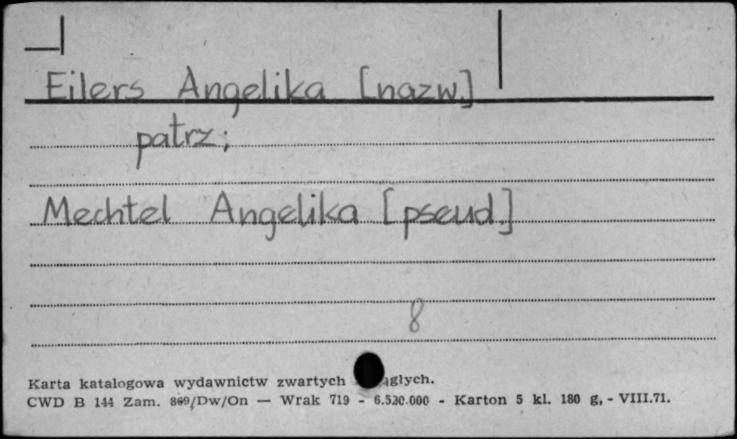 Eilers Angelika [nazw.]
patrz;
Mechtel Angelika [pseud.]
8
Karta katalogowa wydawnictw zwartych
CWD B 144 Zam. 869/Dw/On — Wrak 719 - 6.520.000 - Karton 5 kl. 180 g, - VIII.71.